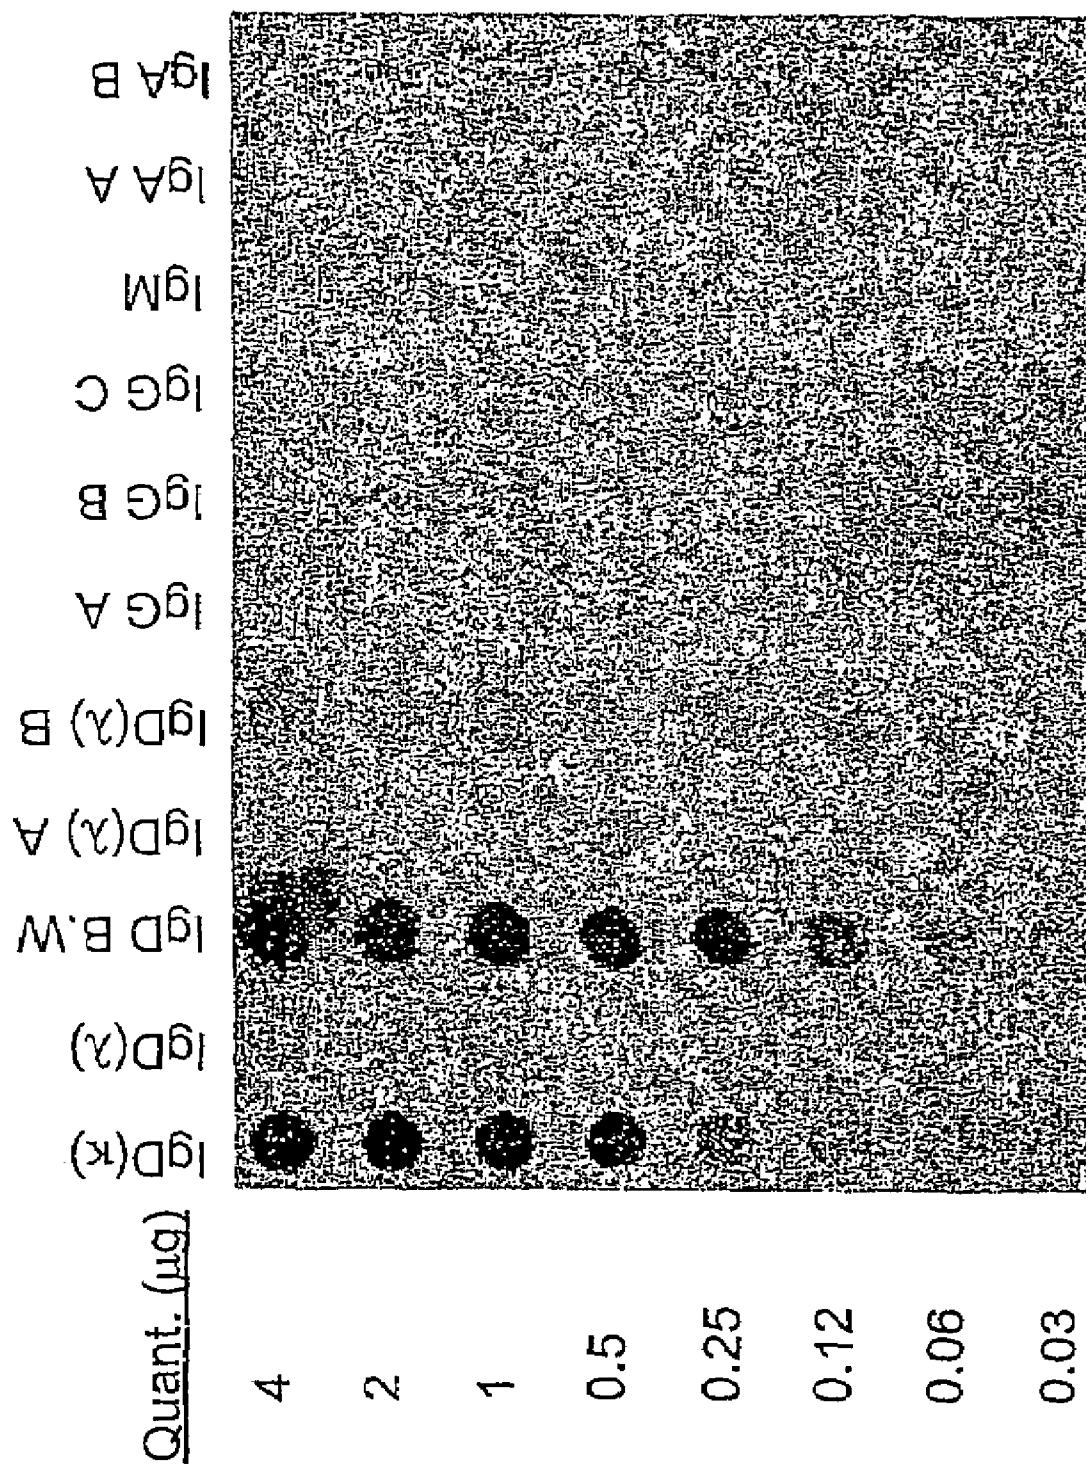 IgA B
IgA A
IgM
IgG C
IgG B
IgG A
IgD(λ) B
IgD(λ) A
IgD B.W
IgD(λ)
IgD(κ)
Quant. (μg)
4
2
1
0.5
0.25
0.12
0.06
0.03